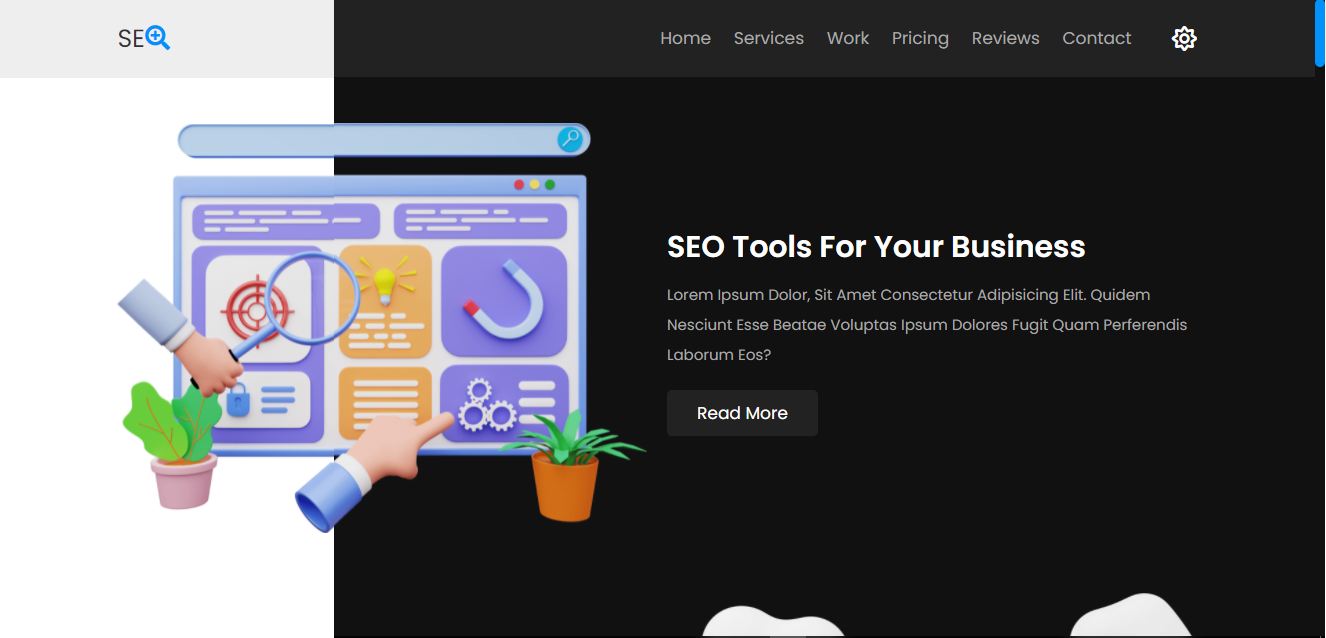 SE
Home Services Work Pricing Reviews Contact
SEO Tools For Your Business
Lorem Ipsum Dolor, Sit Amet Consectetur Adipisicing Elit. Quidem
Nesciunt Esse Beatae Voluptas Ipsum Dolores Fugit Quam Perferendis
Laborum Eos?
Read More